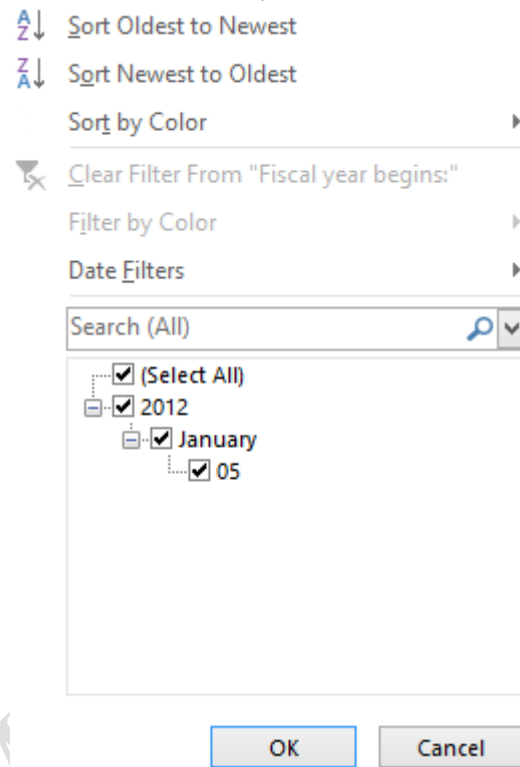 Sort Oldest to Newest
Sort Newest to Oldest
Sort by Color
Clear Filter From "Fiscal year begins:"
Filter by Color
Date Filters
Search (All)
(Select All)
2012
January
05
OK Cancel